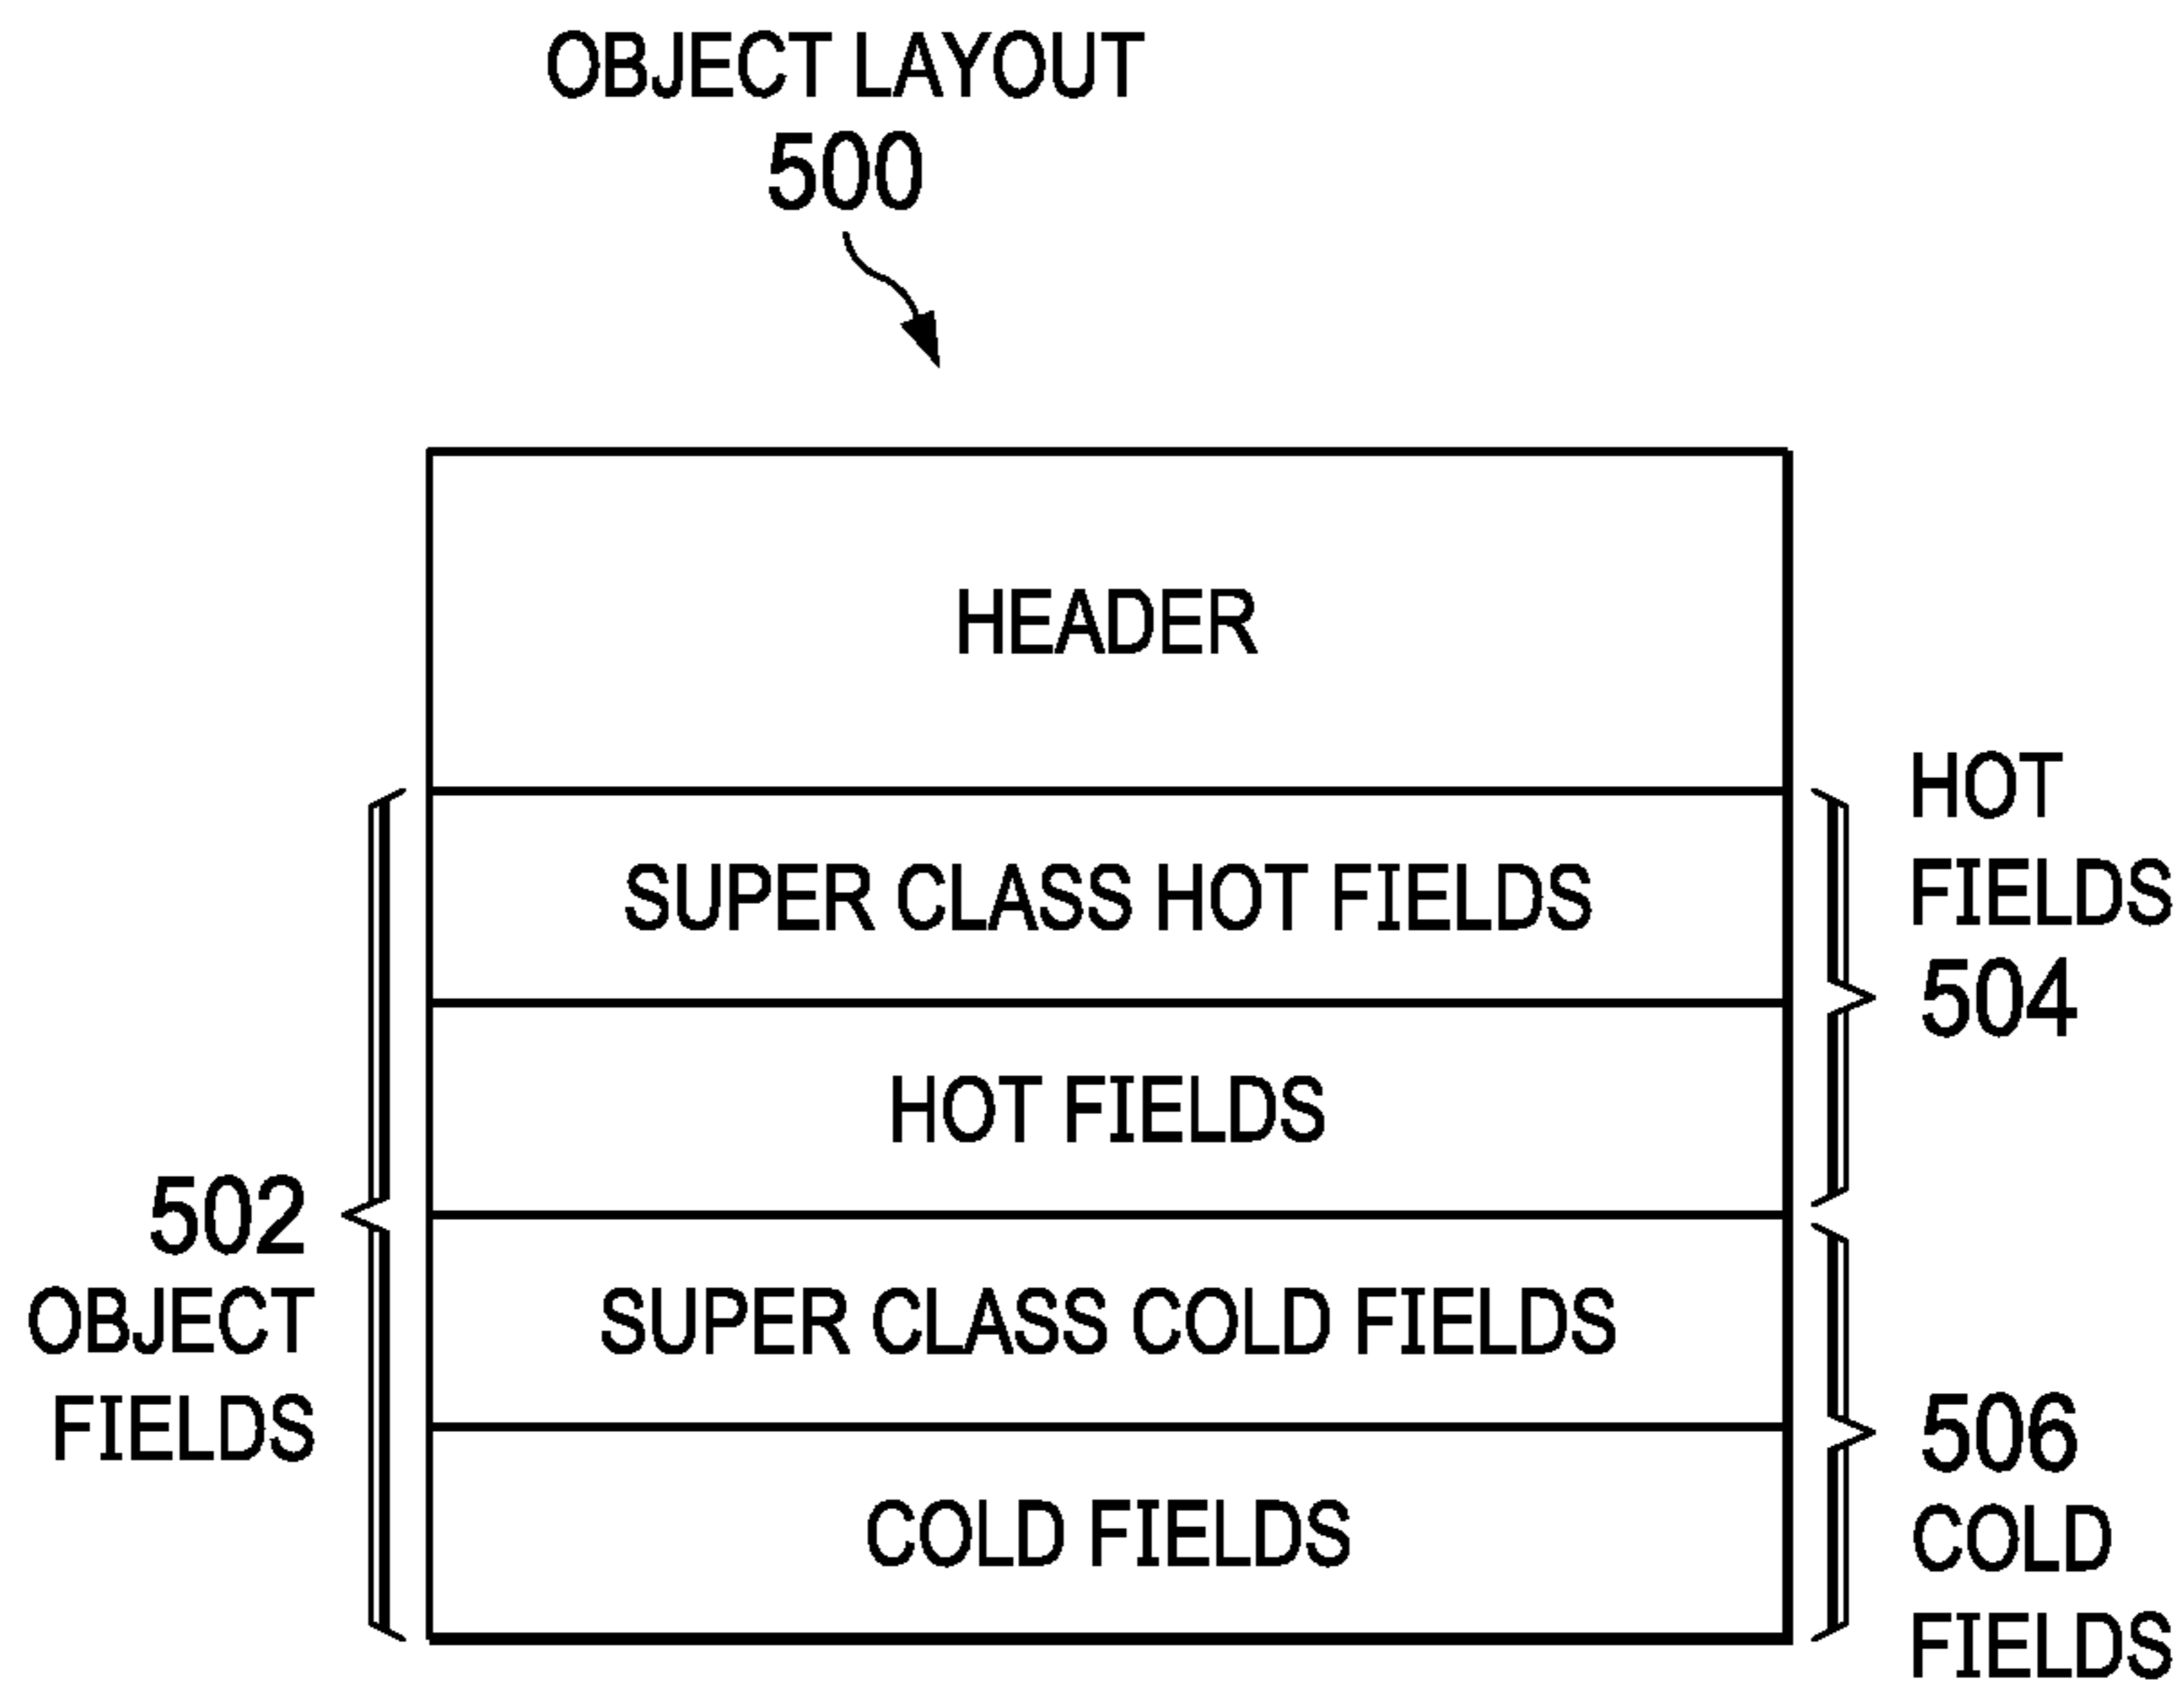 OBJECT LAYOUT
500
HEADER
SUPER CLASS HOT FIELDS
HOT FIELDS
SUPER CLASS COLD FIELDS
COLD FIELDS
502
OBJECT
FIELDS
HOT
FIELDS
504
506
COLD
FIELDS